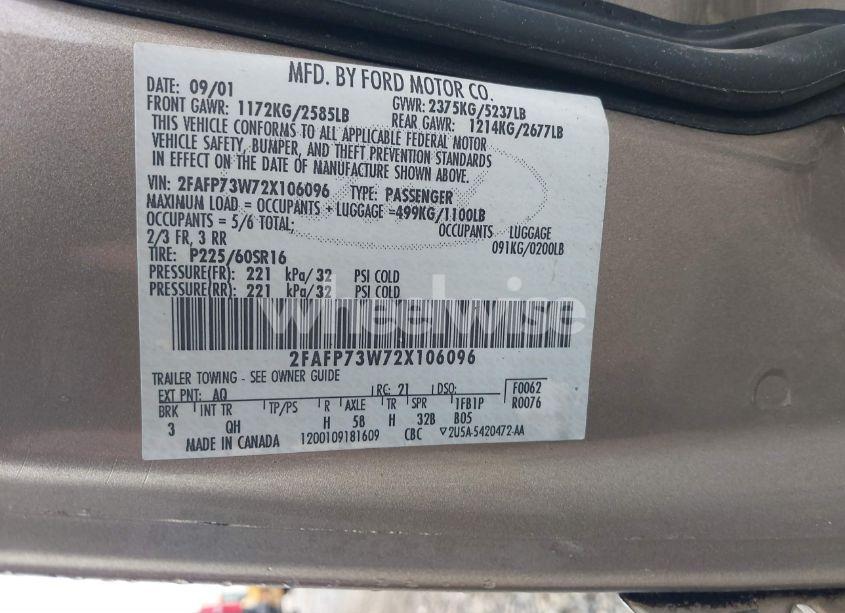 MFD. BY FORD MOTOR CO.
DATE: 09/01 GVWR: 2375KG/5237LB
FRONT GAWR: 1172KG/2585LB REAR GAWR: 1214KG/2677LB
THIS VEHICLE CONFORMS TO ALL APPLICABLE FEDERAL MOTOR
VEHICLE SAFETY, BUMPER, AND THEFT PREVENTION STANDARDS
IN EFFECT ON THE DATE OF MANUFACTURE SHOWN ABOVE.
VIN: 2FAFP73W72X106096 TYPE: PASSENGER
MAXIMUM LOAD = OCCUPANTS + LUGGAGE =499KG/1100LB
OCCUPANTS = 5/6 TOTAL; OCCUPANTS LUGGAGE
2/3 FR, 3 RR 091KG/0200LB
TIRE: P225/60SR16
PRESSURE(FR): 221 kPa/ 32 PSI COLD
PRESSURE(RR): 221 kPa/ 32 PSI COLD
wheelwise
2FAFP73W72X106096
TRAILER TOWING - SEE OWNER GUIDE
EXT PNT: AQ RC: 21 DSO: F0062
BRK INT TR TP/PS R AXLE TR SPR 1FB1P R0076
3 QH H 58 H 32B B05
MADE IN CANADA 1200109181609 CBC 2U5A-5420472-AA